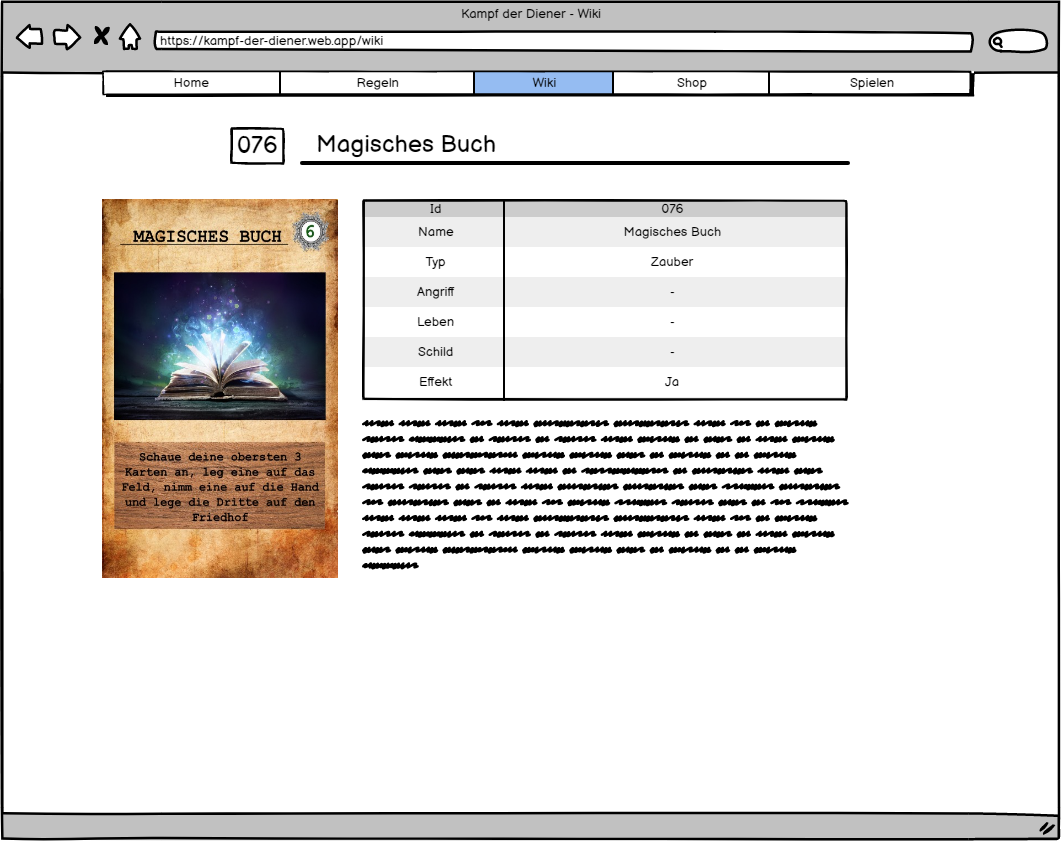 Kampf der Diener - Wiki
https://kampf-der-diener.web.app/wiki
Home Regeln Wiki Shop Spielen
076 Magisches Buch
MAGISCHES BUCH 6
Schaue deine obersten 3
Karten an, leg eine auf das
Feld, nimm eine auf die Hand
und lege die Dritte auf den
Friedhof
Id 076
Name Magisches Buch
Typ Zauber
Angriff -
Leben -
Schild -
Effekt Ja